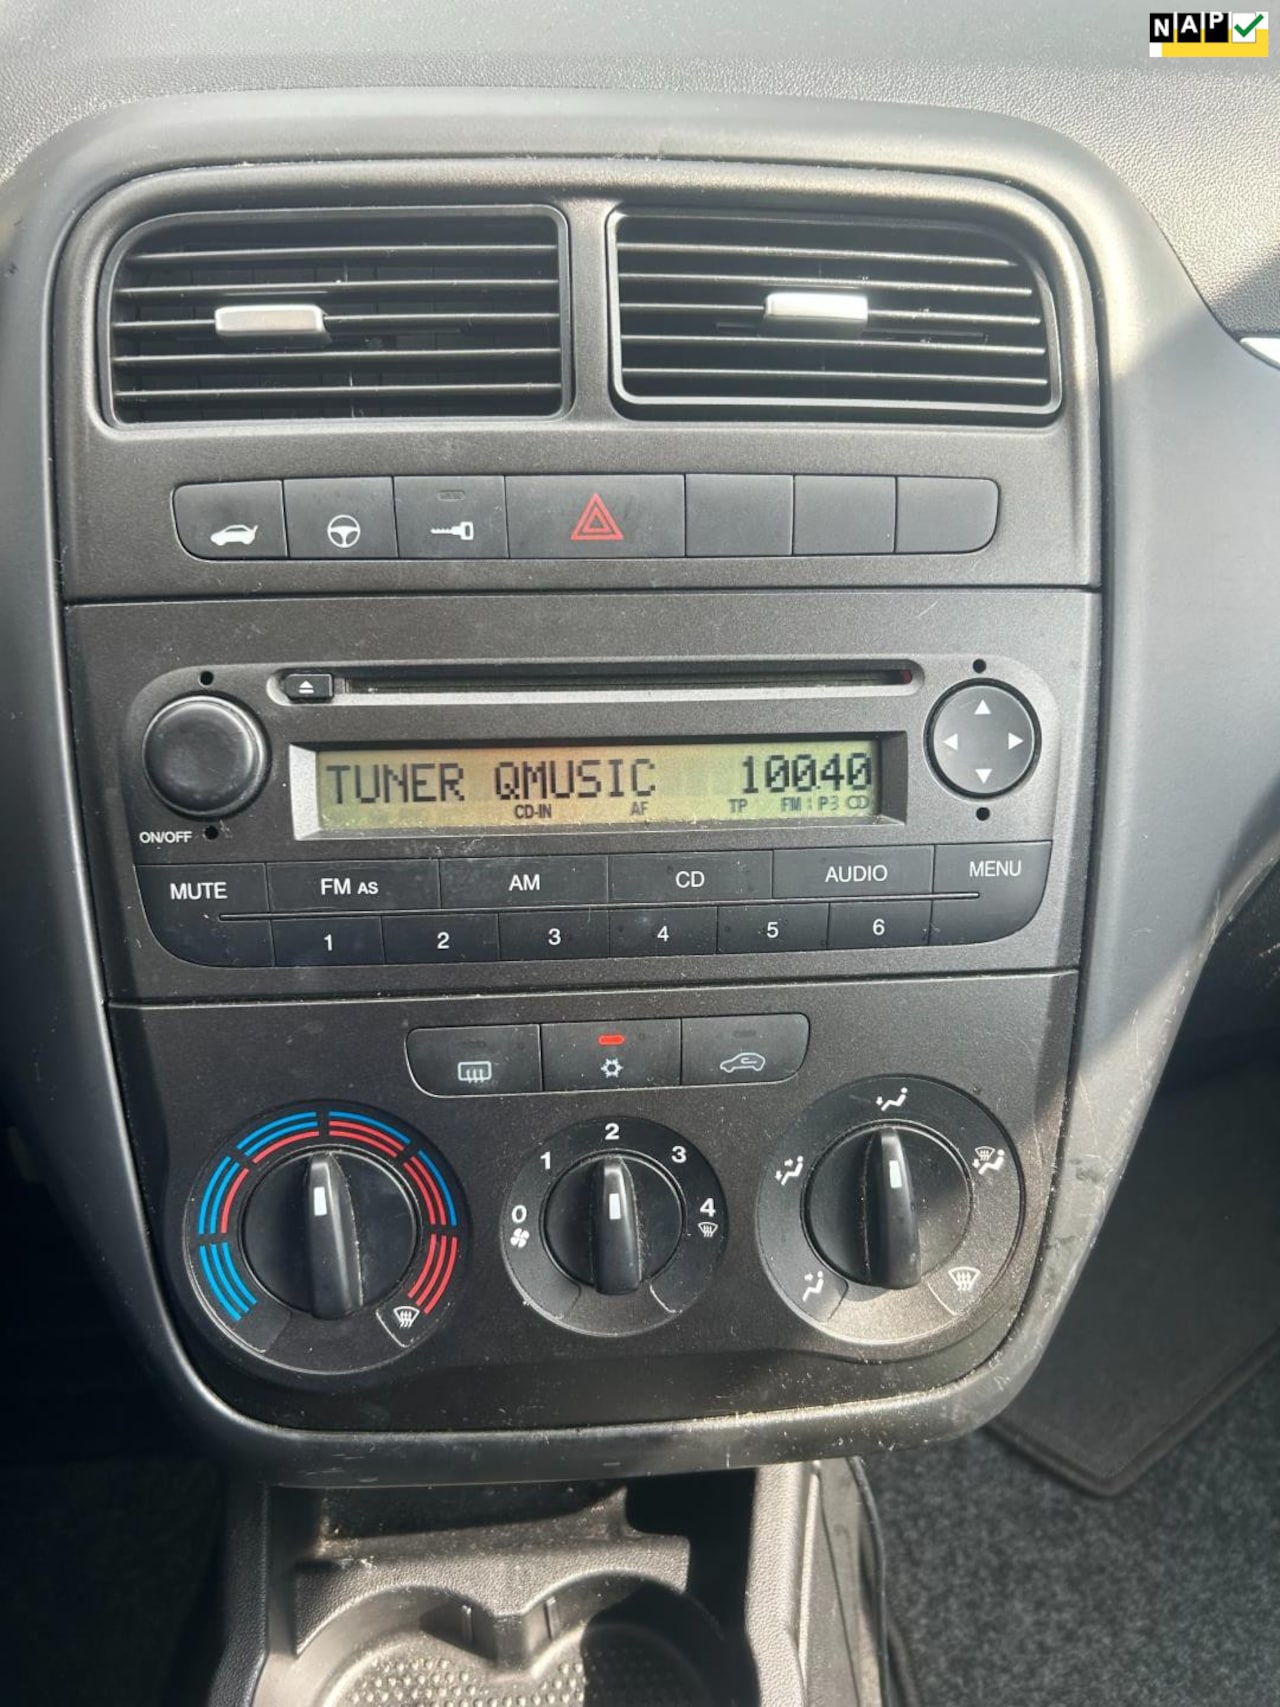 NAP
TUNER QMUSIC 10040
CD-IN AF TP FM: P3
ON/OFF
MUTE FM AS AM CD AUDIO MENU
1 2 3 4 5 6
0 1 2 3 4